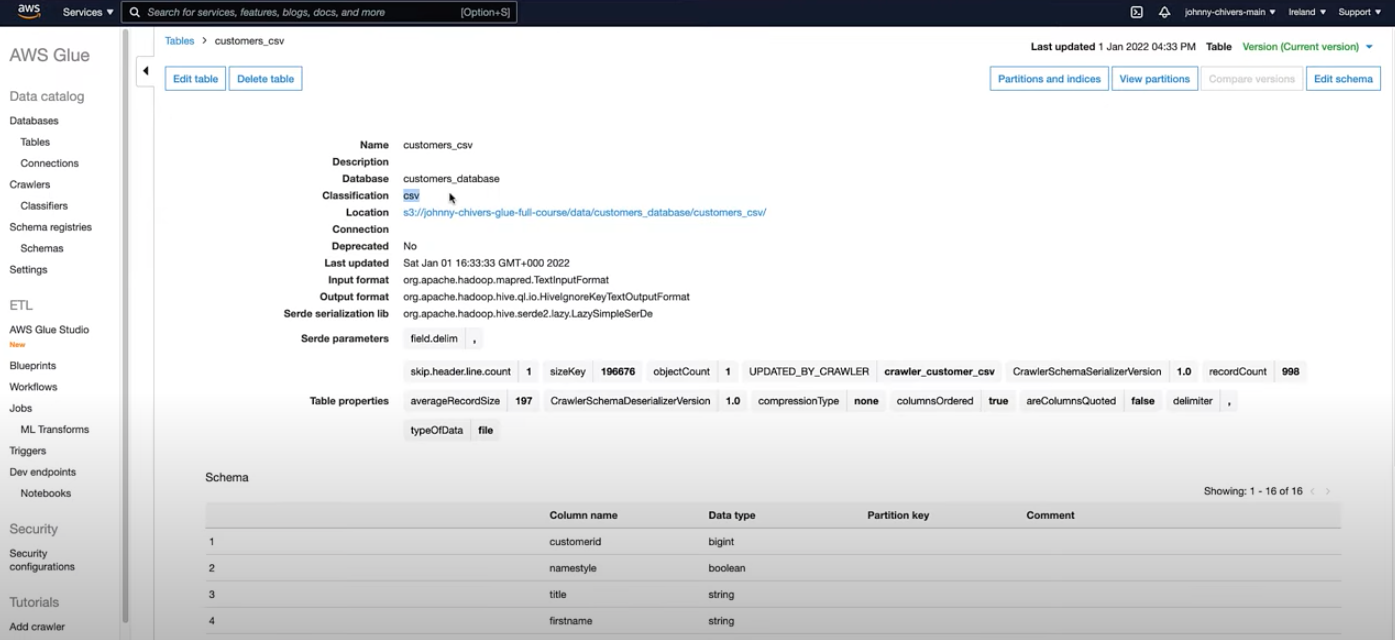 aws Services ▼ Search for services, features, blogs, docs, and more [Option+S] johnny-chivers-main ▼ Ireland ▼ Support ▼
AWS Glue
Data catalog
Databases
Tables
Connections
Crawlers
Classifiers
Schema registries
Schemas
Settings
ETL
AWS Glue Studio
New
Blueprints
Workflows
Jobs
ML Transforms
Triggers
Dev endpoints
Notebooks
Security
Security
configurations
Tutorials
Add crawler
Tables > customers_csv
Last updated 1 Jan 2022 04:33 PM Table Version (Current version)
Edit table Delete table Partitions and indices View partitions Compare versions Edit schema
Name customers_csv
Description
Database customers_database
Classification csv
Location s3://johnny-chivers-glue-full-course/data/customers_database/customers_csv/
Connection
Deprecated No
Last updated Sat Jan 01 16:33:33 GMT+000 2022
Input format org.apache.hadoop.mapred.TextInputFormat
Output format org.apache.hadoop.hive.ql.io.HiveIgnoreKeyTextOutputFormat
Serde serialization lib org.apache.hadoop.hive.serde2.lazy.LazySimpleSerDe
Serde parameters field.delim ,
skip.header.line.count 1 sizeKey 196676 objectCount 1 UPDATED_BY_CRAWLER crawler_customer_csv CrawlerSchemaSerializerVersion 1.0 recordCount 998
Table properties averageRecordSize 197 CrawlerSchemaDeserializerVersion 1.0 compressionType none columnsOrdered true areColumnsQuoted false delimiter ,
typeOfData file
Schema
Showing: 1 - 16 of 16 < >
Column name Data type Partition key Comment
1 customerid bigint
2 namestyle boolean
3 title string
4 firstname string